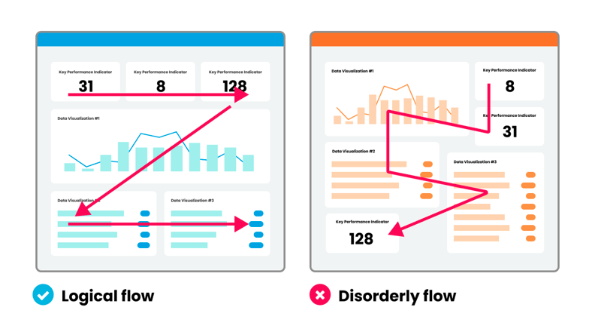 Key Performance Indicator
31
Key Performance Indicator
8
Key Performance Indicator
128
Data Visualization #1
Data Visualization
Data Visualization #3
Logical flow
Data Visualization #1
Key Performance Indicator
8
Key Performance Indicator
31
Data Visualization #2
Data Visualization #3
Key Performance Indicator
128
Disorderly flow